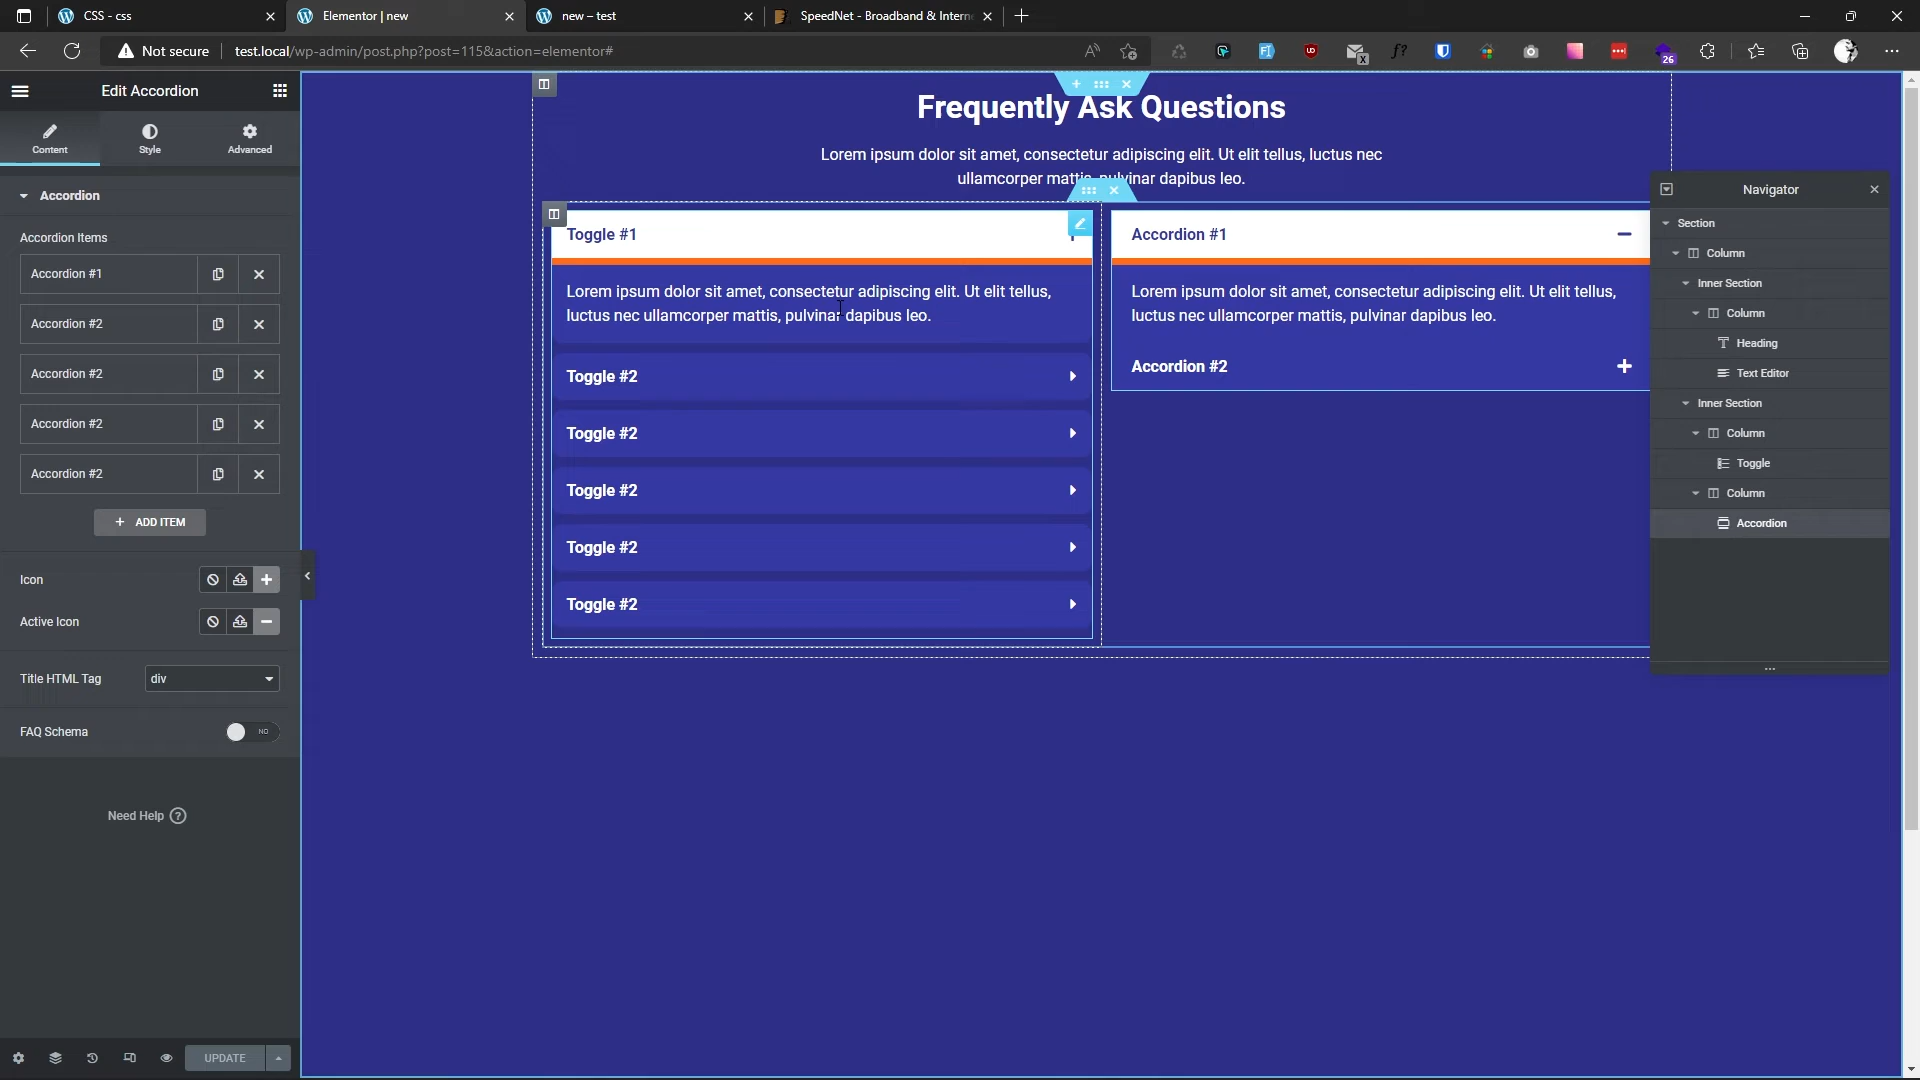 CSS - css
Elementor | new
new – test
SpeedNet - Broadband & Intern
Not secure
test.local/wp-admin/post.php?post=115&action=elementor#
26
Edit Accordion
Content
Style
Advanced
Accordion
Accordion Items
Accordion #1
Accordion #2
Accordion #2
Accordion #2
Accordion #2
ADD ITEM
Icon
Active Icon
Title HTML Tag
div
FAQ Schema
NO
Need Help
UPDATE
Frequently Ask Questions
Lorem ipsum dolor sit amet, consectetur adipiscing elit. Ut elit tellus, luctus nec
ullamcorper mattis, pulvinar dapibus leo.
Toggle #1
Lorem ipsum dolor sit amet, consectetur adipiscing elit. Ut elit tellus,
luctus nec ullamcorper mattis, pulvinar dapibus leo.
Toggle #2
Toggle #2
Toggle #2
Toggle #2
Toggle #2
Accordion #1
Lorem ipsum dolor sit amet, consectetur adipiscing elit. Ut elit tellus,
luctus nec ullamcorper mattis, pulvinar dapibus leo.
Accordion #2
Navigator
Section
Column
Inner Section
Column
Heading
Text Editor
Inner Section
Column
Toggle
Column
Accordion